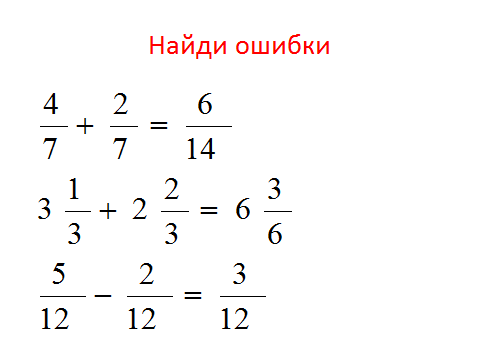 Найди ошибки
4/7 + 2/7 = 6/14
3 1/3 + 2 2/3 = 6 3/6
5/12 − 2/12 = 3/12